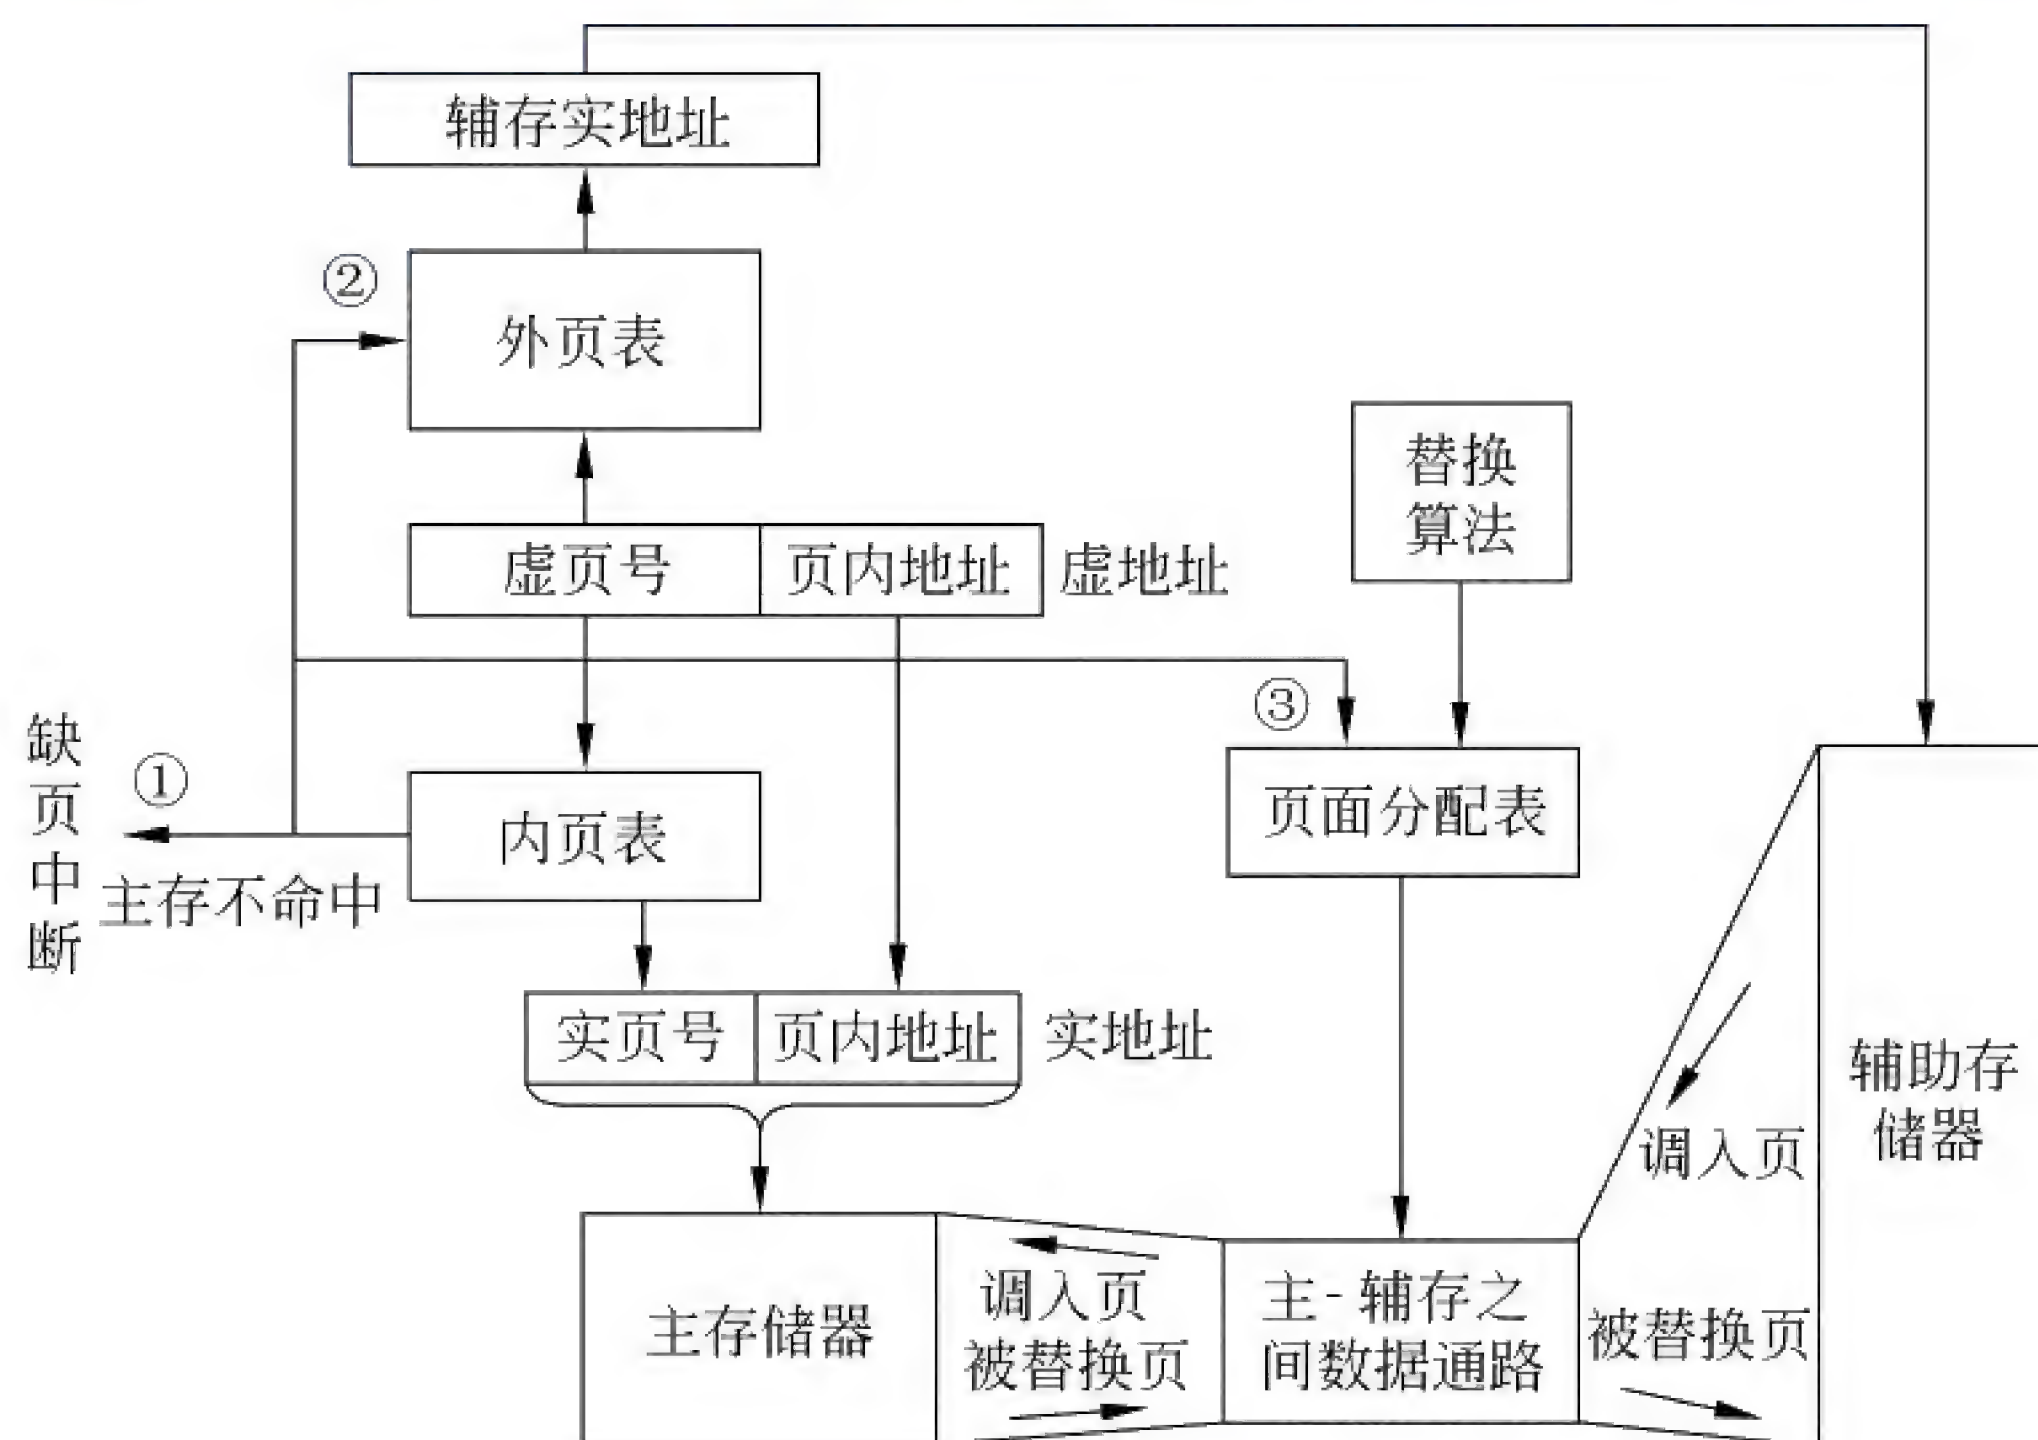 辅存实地址
②
外页表
替换
算法
虚页号
页内地址
虚地址
③
缺
页
中
断
①
主存不命中
内页表
页面分配表
实页号
页内地址
实地址
辅助存
储器
调入页
主存储器
调入页
被替换页
主-辅存之
间数据通路
被替换页